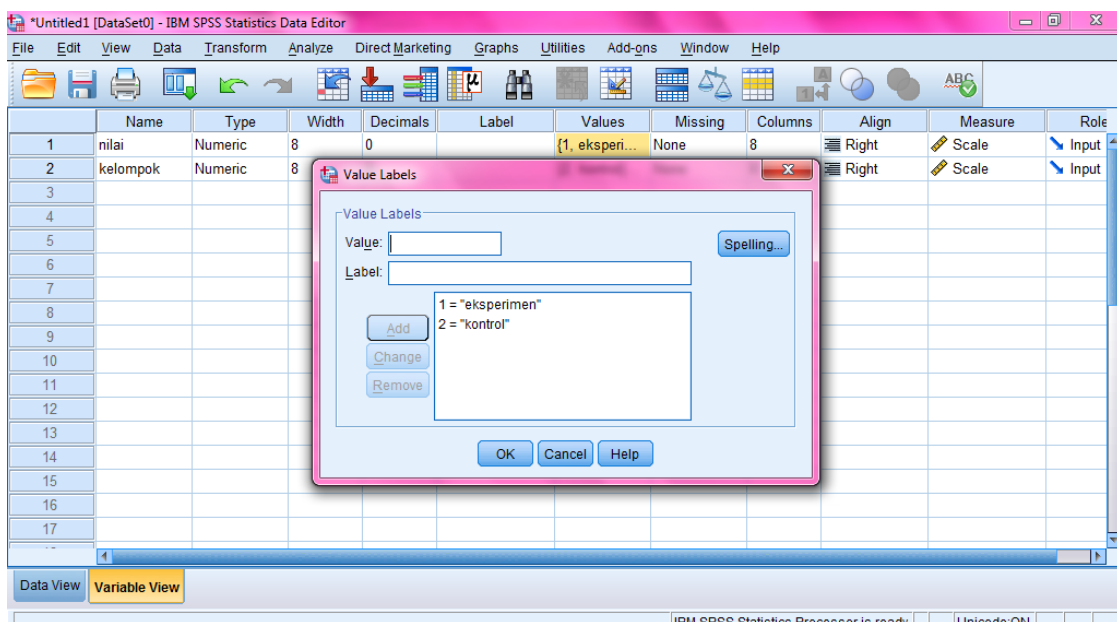 *Untitled1 [DataSet0] - IBM SPSS Statistics Data Editor
File Edit View Data Transform Analyze Direct Marketing Graphs Utilities Add-ons Window Help
Name Type Width Decimals Label Values Missing Columns Align Measure Role
1 nilai Numeric 8 0 {1, eksperi... None 8 Right Scale Input
2 kelompok Numeric 8 Right Scale Input
Value Labels
Value Labels
Value:
Spelling...
Label:
1 = "eksperimen"
2 = "kontrol"
Add
Change
Remove
OK Cancel Help
3
4
5
6
7
8
9
10
11
12
13
14
15
16
17
Data View Variable View
IBM SPSS Statistics Processor is ready Unicode:ON